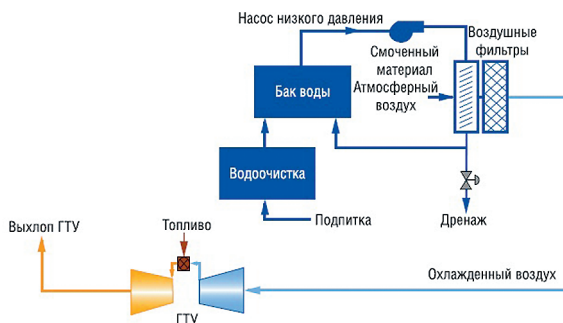 Насос низкого давления
Смоченный
материал
Воздушные
фильтры
Атмосферный
воздух
Бак воды
Водоочистка
Подпитка
Дренаж
Выхлоп ГТУ
Топливо
ГТУ
Охлажденный воздух